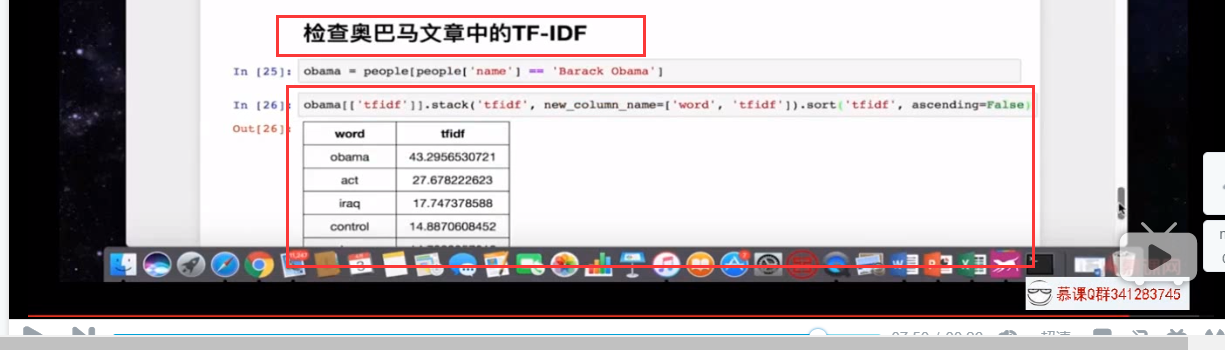 检查奥巴马文章中的TF-IDF
In [25]: obama = people[people['name'] == 'Barack Obama']
In [26]: obama[['tfidf']].stack('tfidf', new_column_name=['word', 'tfidf']).sort('tfidf', ascending=False)
Out[26]:
word tfidf
obama 43.2956530721
act 27.678222623
iraq 17.747378588
control 14.8870608452
慕课Q群341283745